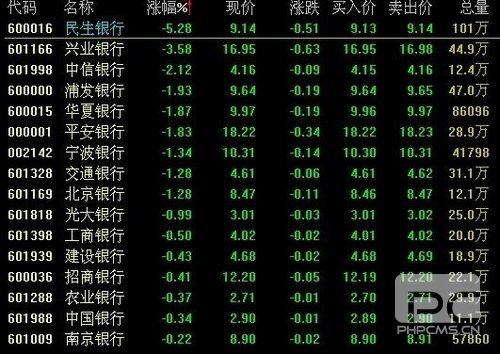 代码 名称 涨幅%↑ 现价 涨跌 买入价 卖出价 总量
600016 民生银行 -5.28 9.14 -0.51 9.13 9.14 101万
601166 兴业银行 -3.58 16.95 -0.63 16.95 16.98 44.9万
601998 中信银行 -2.12 4.16 -0.09 4.15 4.16 12.4万
600000 浦发银行 -1.93 9.64 -0.19 9.64 9.65 47.0万
600015 华夏银行 -1.87 9.97 -0.19 9.96 9.97 86096
000001 平安银行 -1.83 18.22 -0.34 18.22 18.23 28.9万
002142 宁波银行 -1.34 10.31 -0.14 10.30 10.31 41798
601328 交通银行 -1.28 4.61 -0.06 4.61 4.62 31.1万
601169 北京银行 -1.28 8.47 -0.11 8.46 8.47 12.1万
601818 光大银行 -0.99 3.01 -0.03 3.01 3.02 25.0万
601398 工商银行 -0.50 4.02 -0.02 4.01 4.02 20.0万
601939 建设银行 -0.43 4.68 -0.02 4.68 4.69 18.9万
600036 招商银行 -0.41 12.20 -0.05 12.19 12.20 22.1万
601288 农业银行 -0.37 2.71 -0.01 2.70 2.71 29.9万
601988 中国银行 -0.34 2.90 -0.01 2.89 2.90 11.1万
601009 南京银行 -0.22 8.90 -0.02 8.90 8.91 57860
PHPCMS.CN